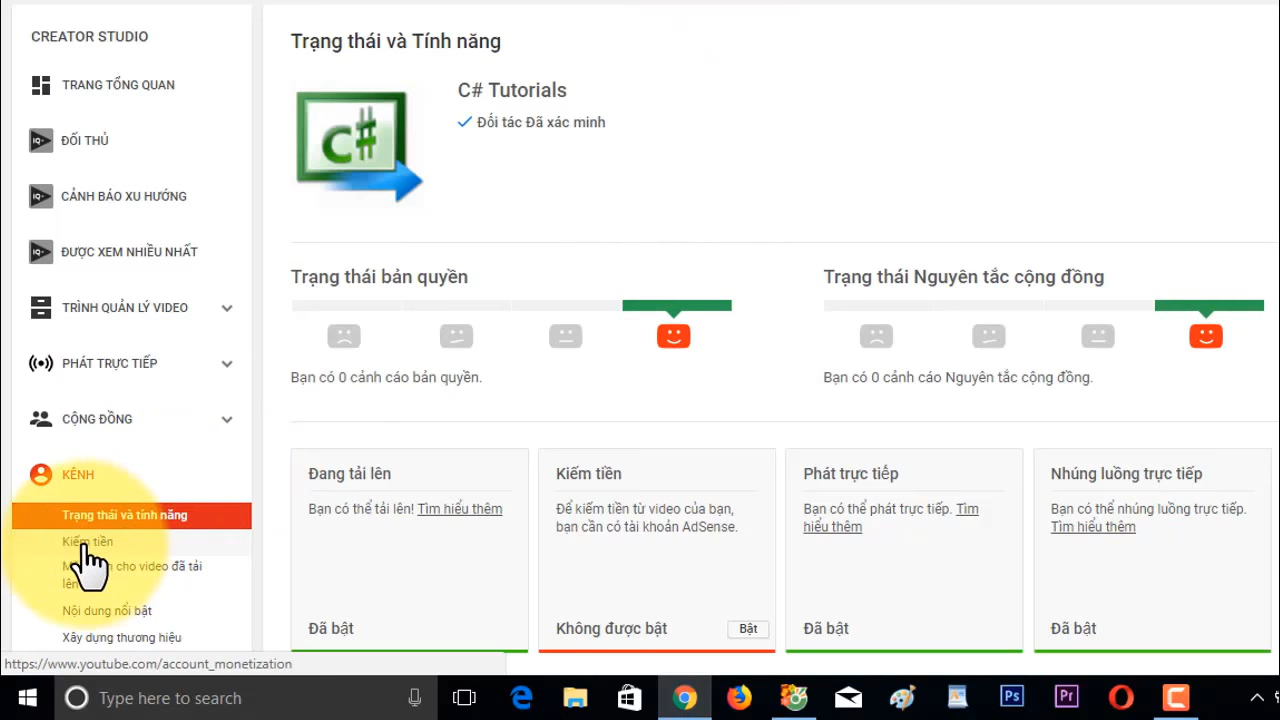 CREATOR STUDIO
TRANG TỔNG QUAN
ĐỐI THỦ
CẢNH BÁO XU HƯỚNG
ĐƯỢC XEM NHIỀU NHẤT
TRÌNH QUẢN LÝ VIDEO
PHÁT TRỰC TIẾP
CỘNG ĐỒNG
KÊNH
Trạng thái và tính năng
Kiếm tiền
cho video đã tải
lên
Nội dung nổi bật
Xây dựng thương hiệu
Trạng thái và Tính năng
C#
C# Tutorials
Đối tác Đã xác minh
Trạng thái bản quyền
Bạn có 0 cảnh cáo bản quyền.
Trạng thái Nguyên tắc cộng đồng
Bạn có 0 cảnh cáo Nguyên tắc cộng đồng.
Đang tải lên
Bạn có thể tải lên! Tìm hiểu thêm
Đã bật
Kiếm tiền
Để kiếm tiền từ video của bạn,
bạn cần có tài khoản AdSense.
Không được bật
Bật
Phát trực tiếp
Bạn có thể phát trực tiếp. Tìm
hiểu thêm
Đã bật
Nhúng luồng trực tiếp
Bạn có thể nhúng luồng trực tiếp.
Tìm hiểu thêm
Đã bật
https://www.youtube.com/account_monetization
Type here to search
Ps
Pr